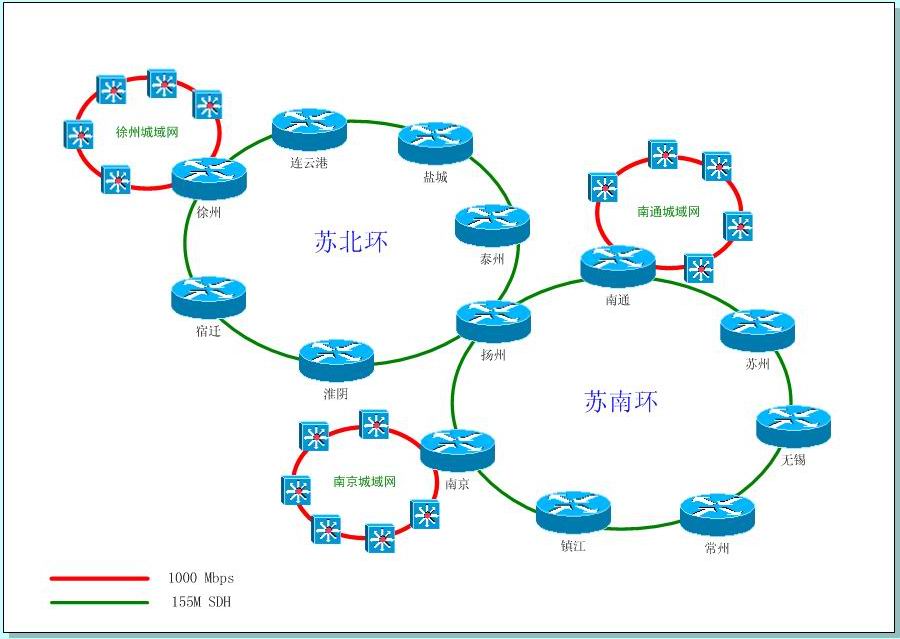 徐州城域网
连云港
盐城
徐州
南通城域网
苏北环
泰州
南通
宿迁
扬州
苏州
淮阴
苏南环
无锡
南京城域网
南京
镇江
常州
1000 Mbps
155M SDH